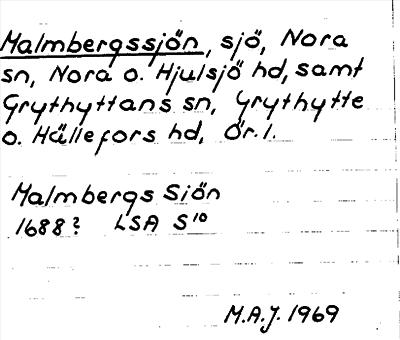 Malmbergssjön, sjö, Nora
sn, Nora o. Hjulsjö hd, samt
Grythyttans sn, Grythytte
o. Hällefors hd, Ör. l.
Malmbergs Siön
1688? LSA S¹⁰
M.A.J. 1969